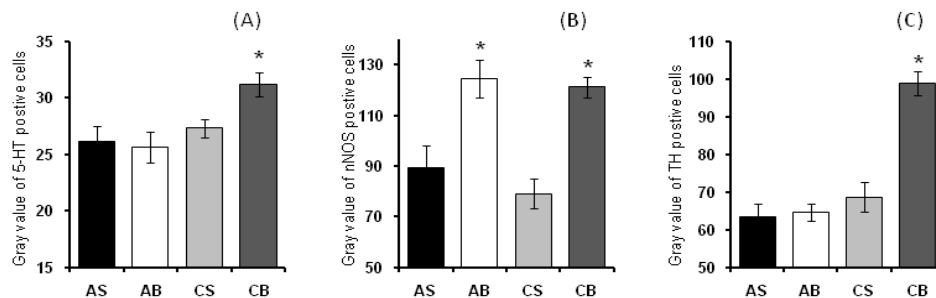 (A)
Gray value of 5-HT postive cells
35
30
25
20
15
*
AS AB CS CB
(B)
Gray value of nNOS positive cells
130
110
90
70
50
* *
AS AB CS CB
(C)
Gray value of TH postive cells
110
100
90
80
70
60
50
*
AS AB CS CB